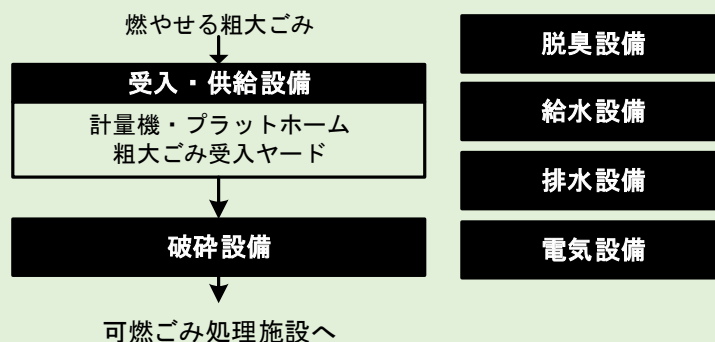 燃やせる粗大ごみ
受入・供給設備
計量機・プラットホーム
粗大ごみ受入ヤード
破砕設備
可燃ごみ処理施設へ
脱臭設備
給水設備
排水設備
電気設備